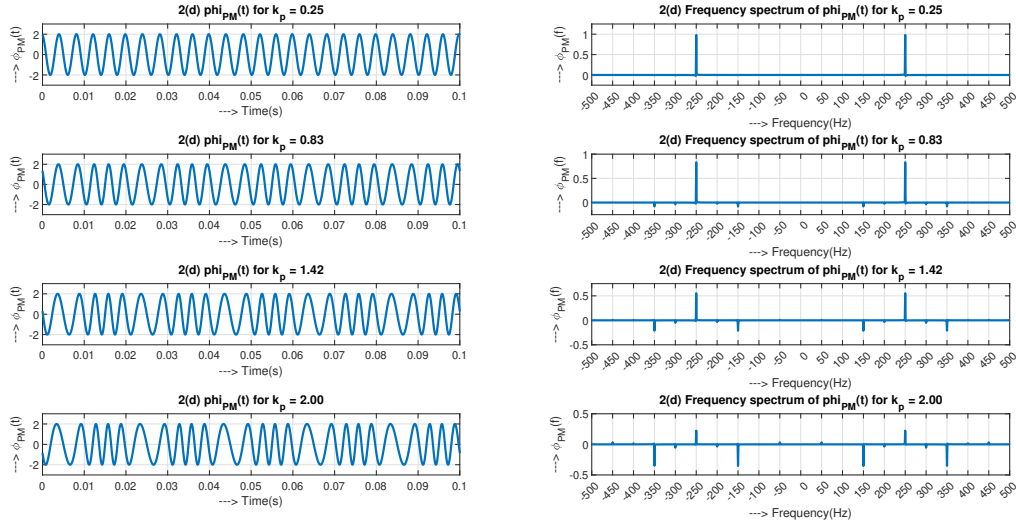 2(d) phi_PM(t) for k_p = 0.25
---> ϕ_PM(t)
2
0
-2
0 0.01 0.02 0.03 0.04 0.05 0.06 0.07 0.08 0.09 0.1
---> Time(s)
2(d) Frequency spectrum of phi_PM(t) for k_p = 0.25
---> ϕ_PM(f)
1
0.5
0
-500 -450 -400 -350 -300 -250 -200 -150 -100 -50 0 50 100 150 200 250 300 350 400 450 500
---> Frequency(Hz)
2(d) phi_PM(t) for k_p = 0.83
---> ϕ_PM(t)
2
0
-2
0 0.01 0.02 0.03 0.04 0.05 0.06 0.07 0.08 0.09 0.1
---> Time(s)
2(d) Frequency spectrum of phi_PM(t) for k_p = 0.83
---> ϕ_PM(f)
1
0.5
0
-500 -450 -400 -350 -300 -250 -200 -150 -100 -50 0 50 100 150 200 250 300 350 400 450 500
---> Frequency(Hz)
2(d) phi_PM(t) for k_p = 1.42
---> ϕ_PM(t)
2
0
-2
0 0.01 0.02 0.03 0.04 0.05 0.06 0.07 0.08 0.09 0.1
---> Time(s)
2(d) Frequency spectrum of phi_PM(t) for k_p = 1.42
---> ϕ_PM(f)
0.5
0
-0.5
-500 -450 -400 -350 -300 -250 -200 -150 -100 -50 0 50 100 150 200 250 300 350 400 450 500
---> Frequency(Hz)
2(d) phi_PM(t) for k_p = 2.00
---> ϕ_PM(t)
2
0
-2
0 0.01 0.02 0.03 0.04 0.05 0.06 0.07 0.08 0.09 0.1
---> Time(s)
2(d) Frequency spectrum of phi_PM(t) for k_p = 2.00
---> ϕ_PM(f)
0.5
0
-0.5
-500 -450 -400 -350 -300 -250 -200 -150 -100 -50 0 50 100 150 200 250 300 350 400 450 500
---> Frequency(Hz)